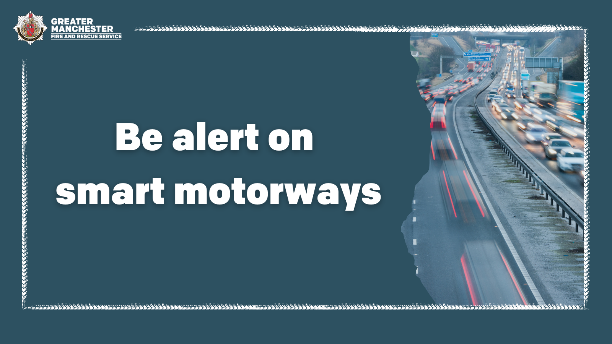 GREATER
MANCHESTER
FIRE AND RESCUE SERVICE
Be alert on
smart motorways